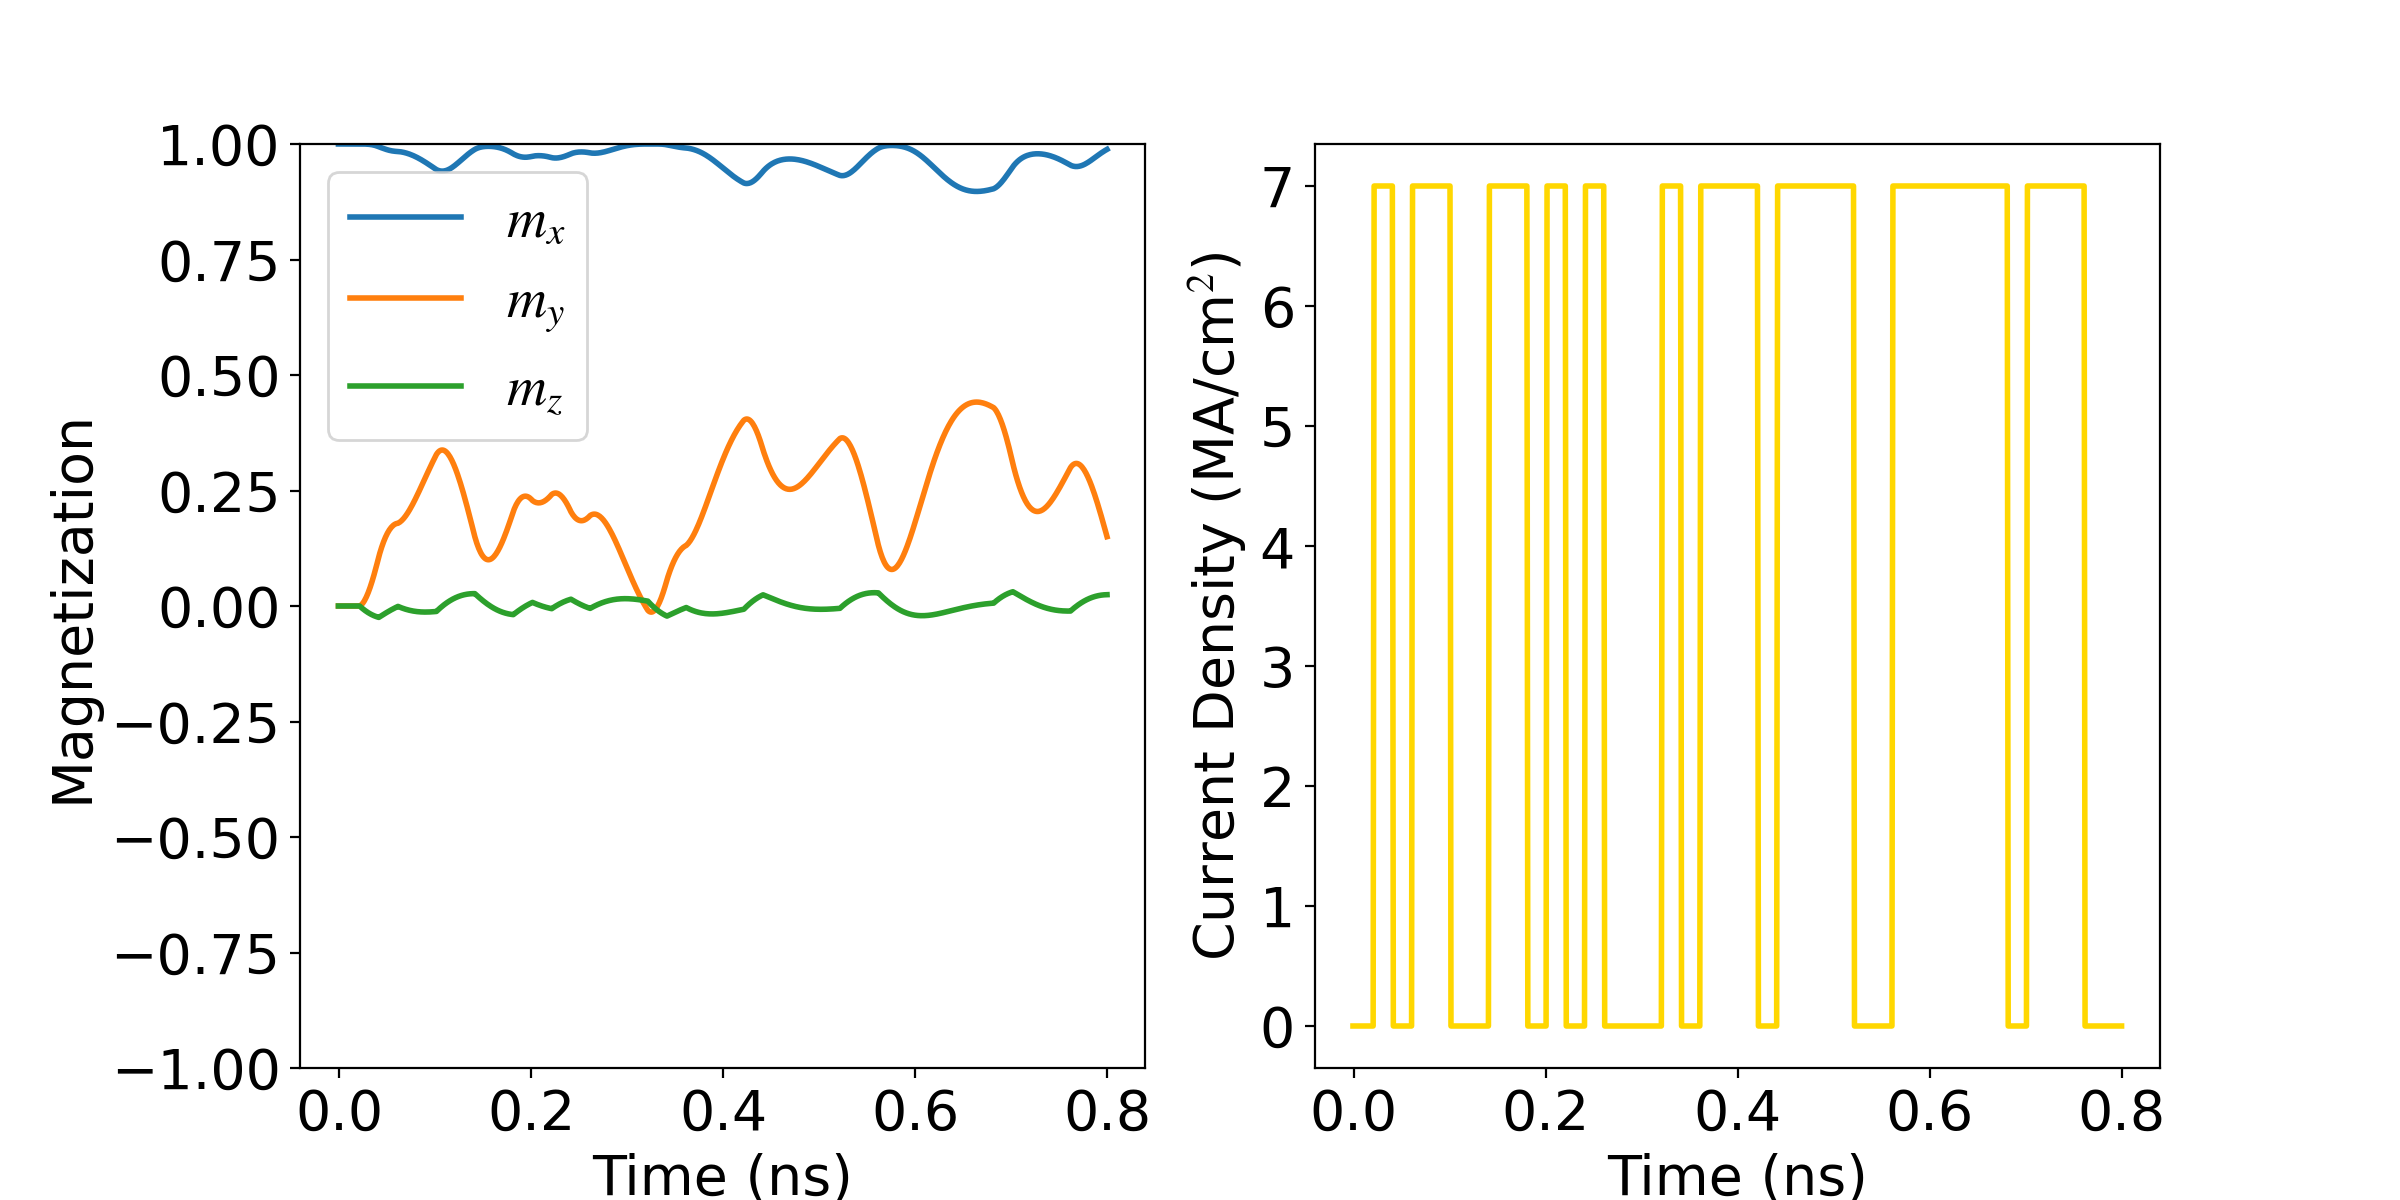 1.00
0.75
0.50
0.25
0.00
−0.25
−0.50
−0.75
−1.00
Magnetization
m_x
m_y
m_z
0.0 0.2 0.4 0.6 0.8
Time (ns)
7
6
5
4
3
2
1
0
Current Density (MA/cm²)
0.0 0.2 0.4 0.6 0.8
Time (ns)